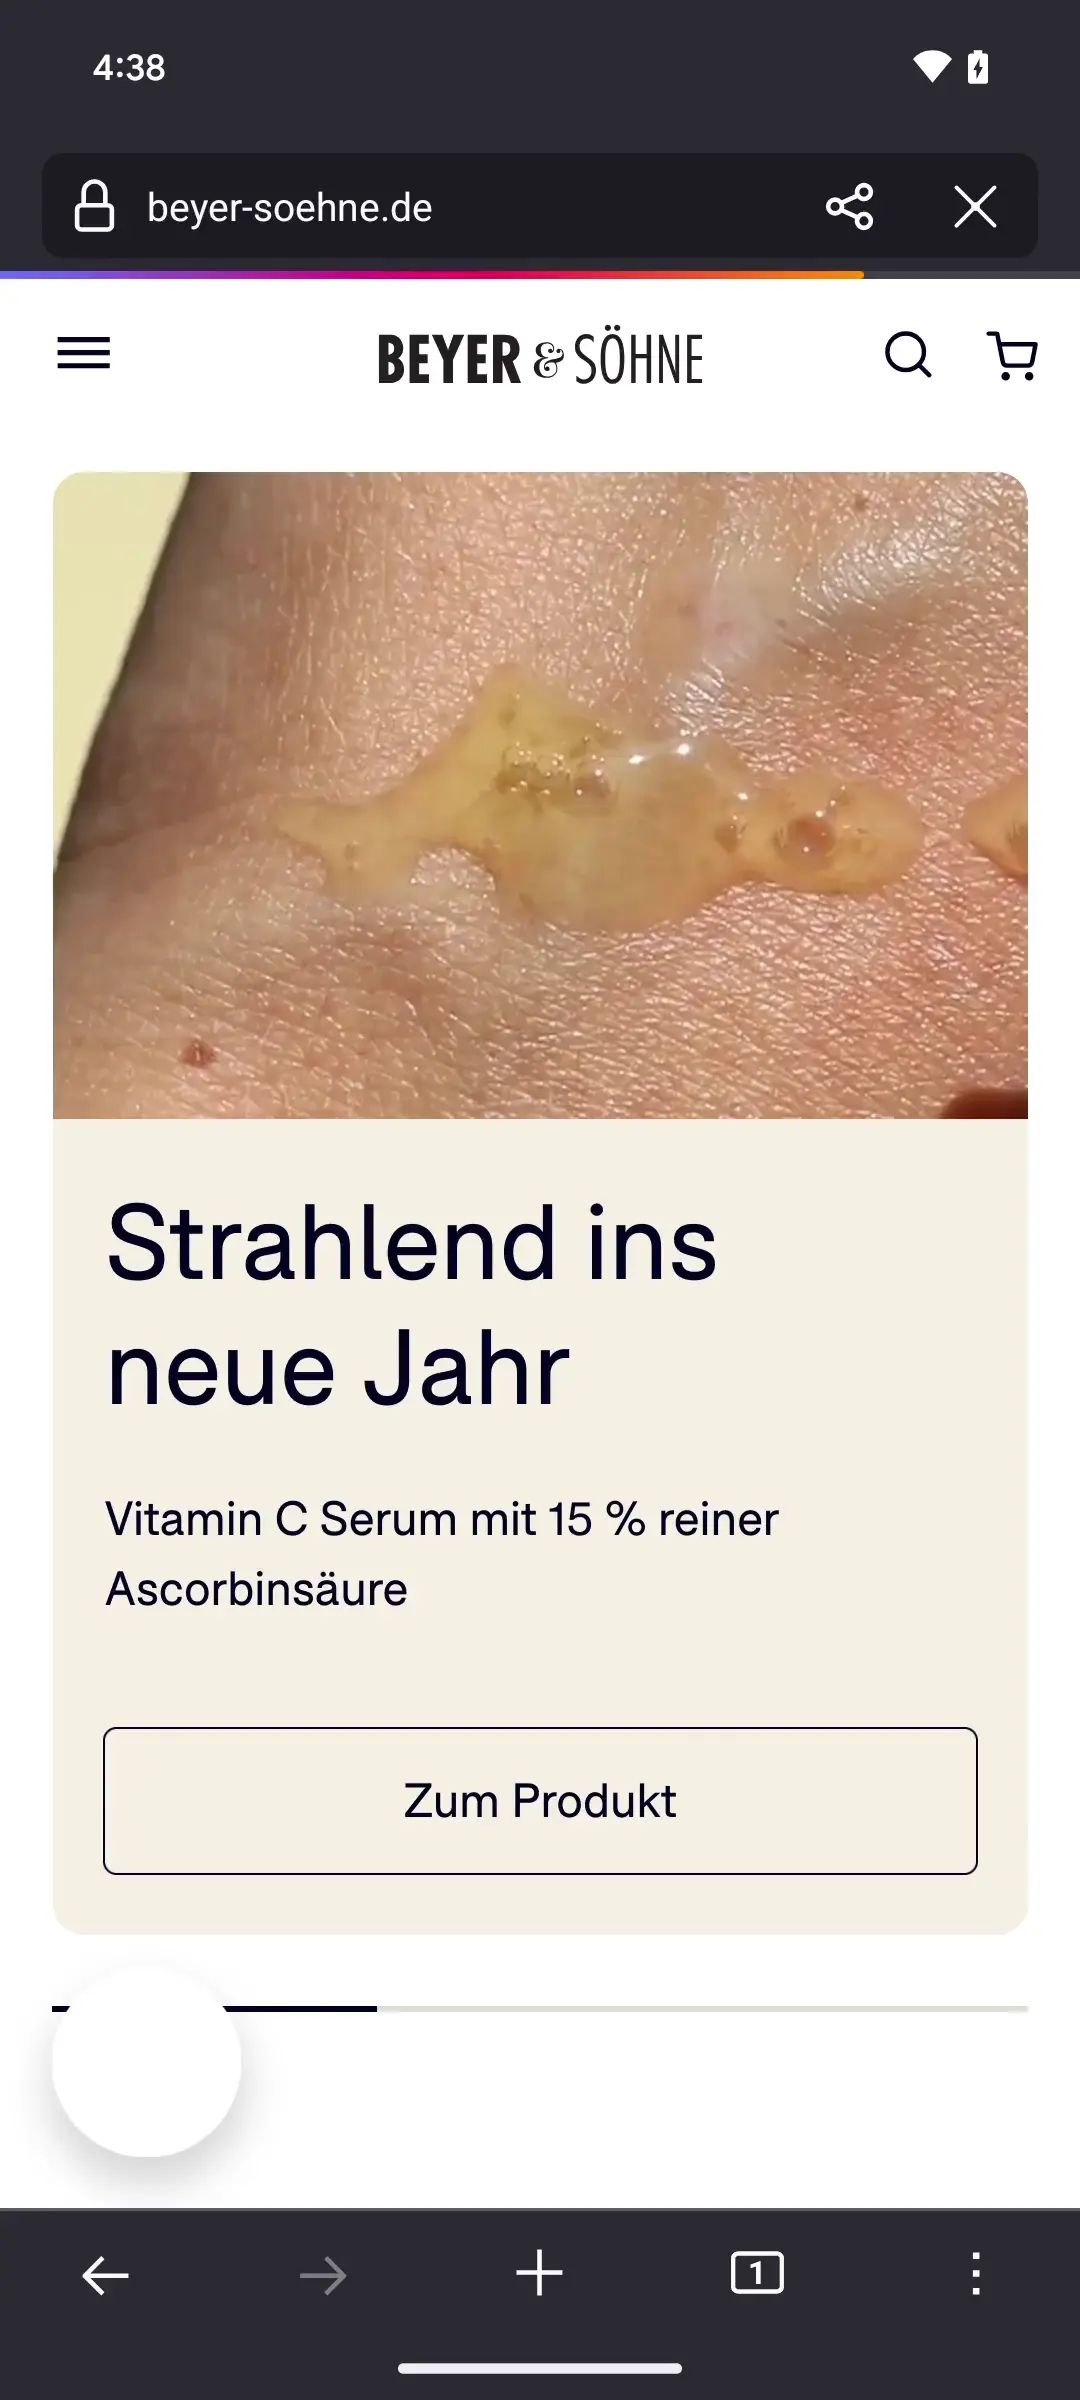 4:38
beyer-soehne.de
BEYER & SÖHNE
Strahlend ins
neue Jahr
Vitamin C Serum mit 15 % reiner
Ascorbinsäure
Zum Produkt
1